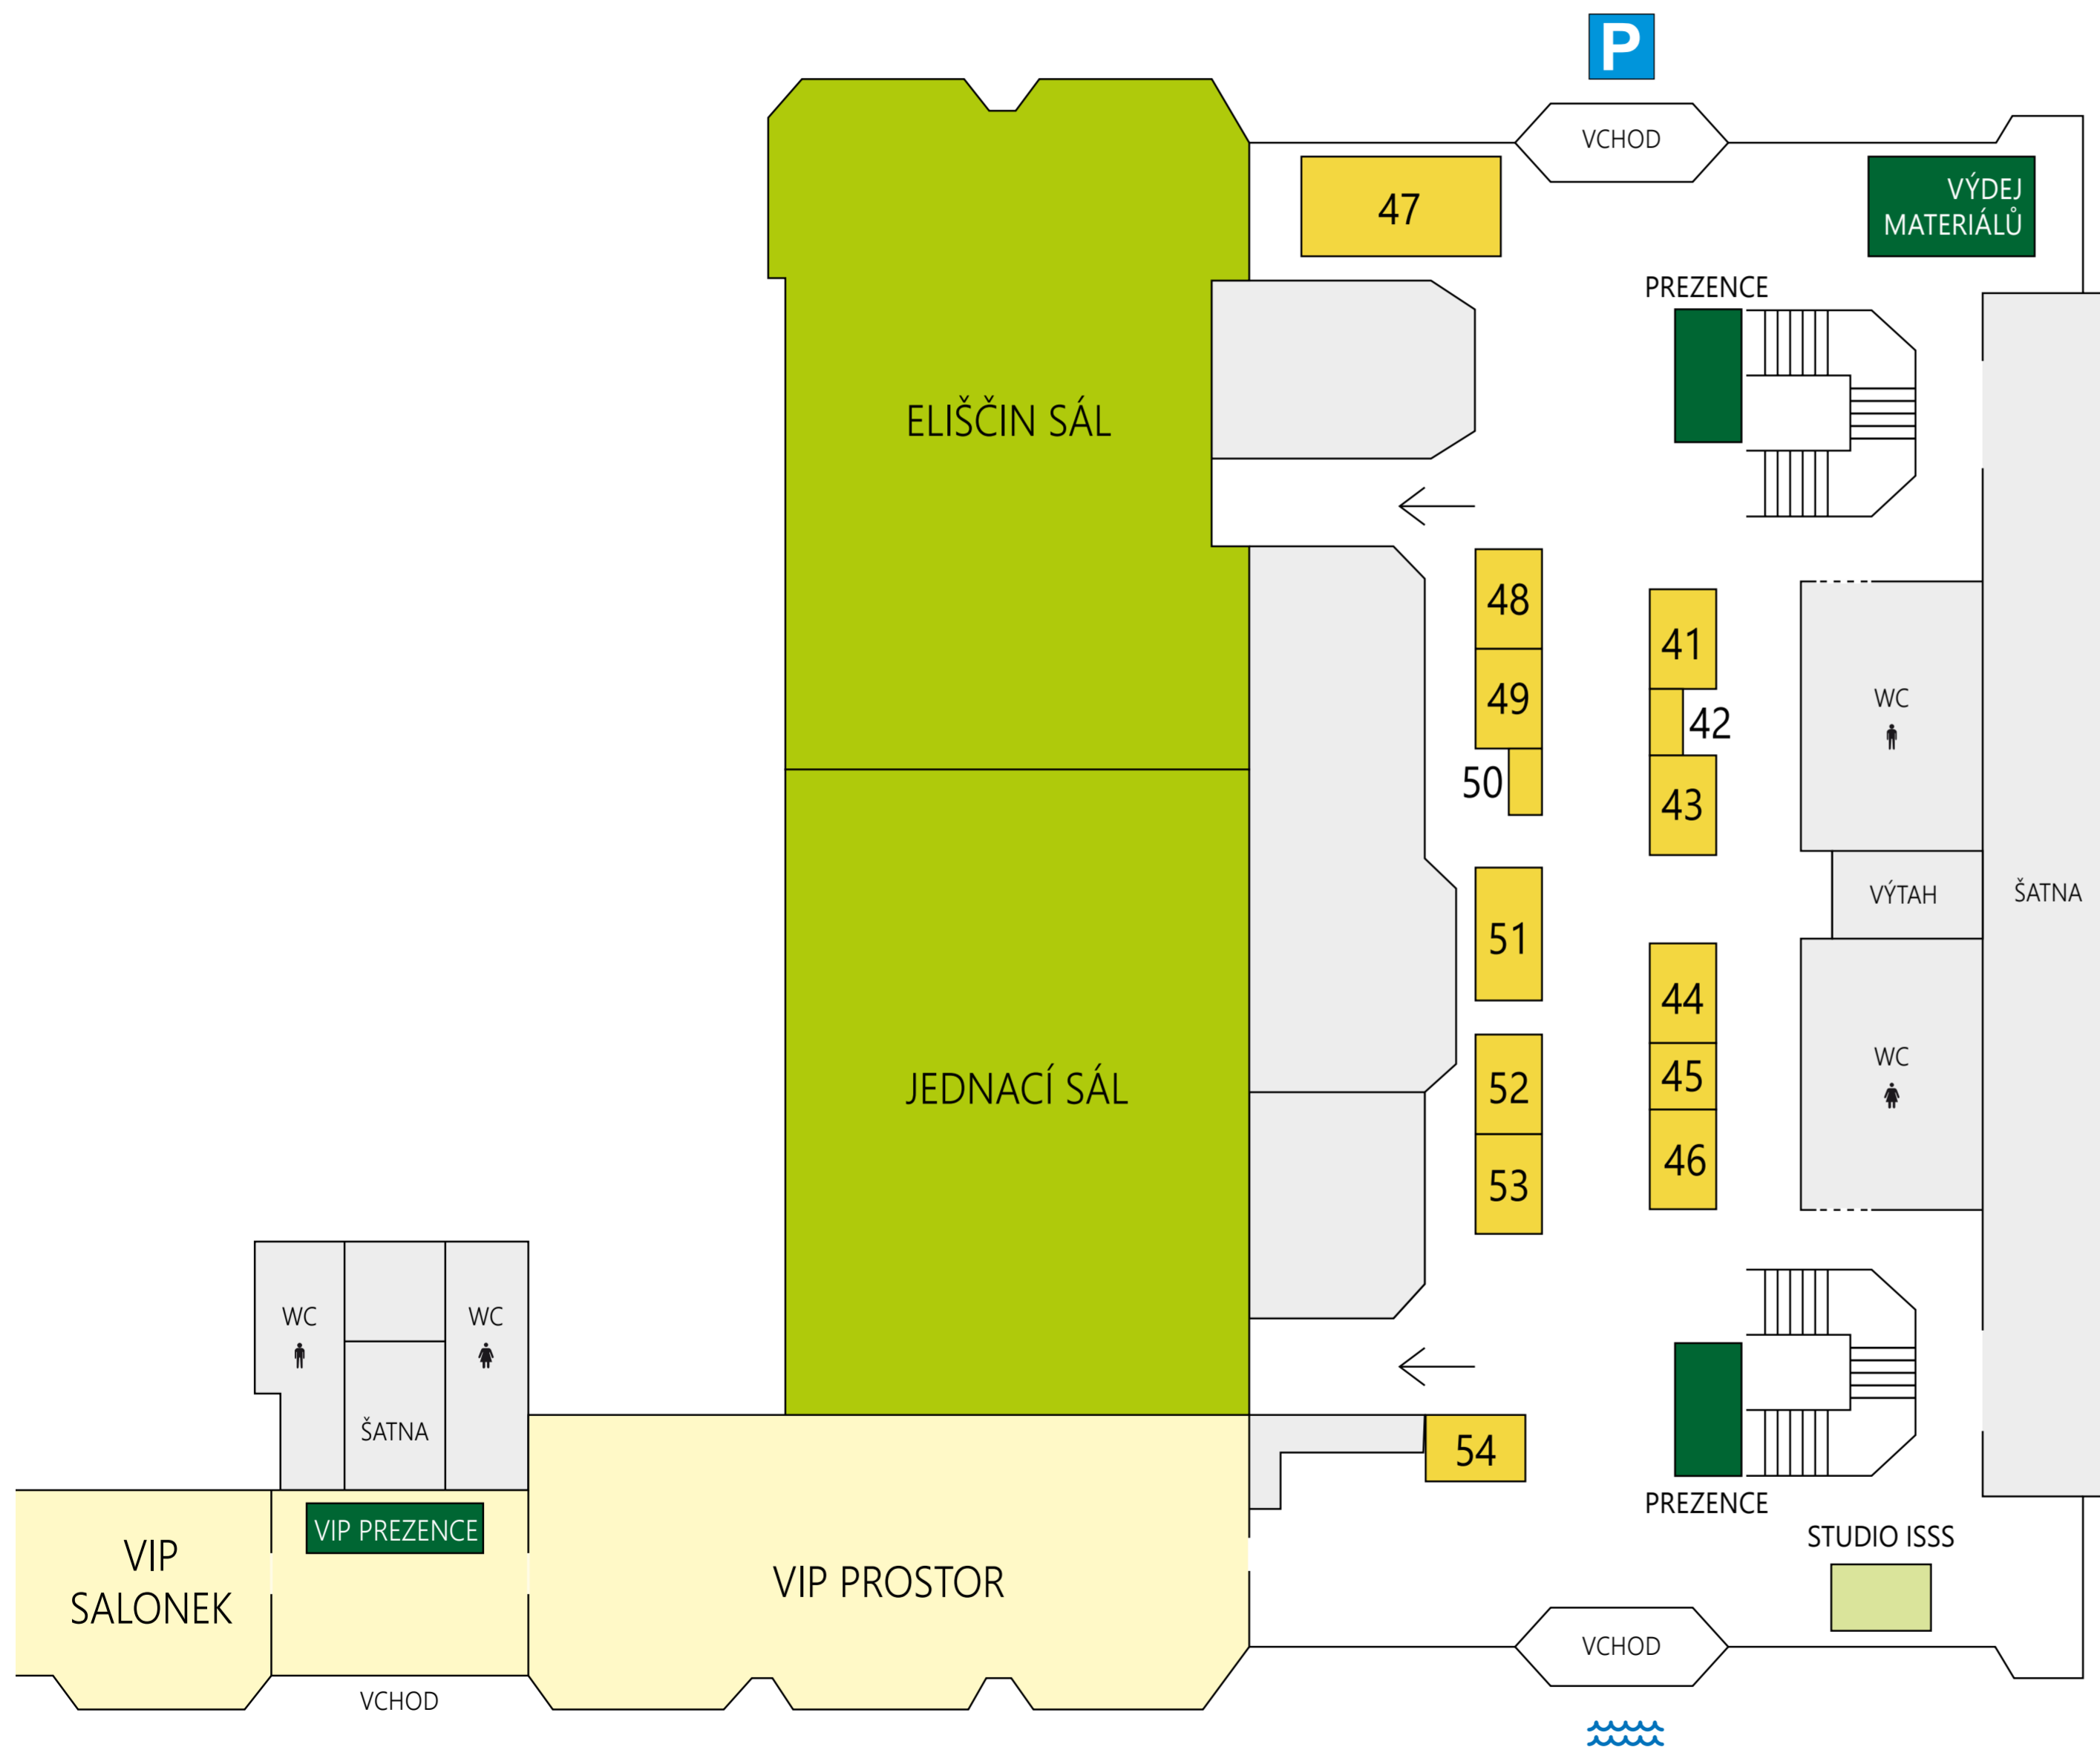 P
VCHOD
47
VÝDEJ
MATERIÁLŮ
PREZENCE
ELIŠČIN SÁL
48
41
49
WC
42
50
43
VÝTAH
ŠATNA
51
44
45
WC
JEDNACÍ SÁL
52
46
53
WC
WC
ŠATNA
54
PREZENCE
VIP PREZENCE
STUDIO ISSS
VIP
SALONEK
VIP PROSTOR
VCHOD
VCHOD